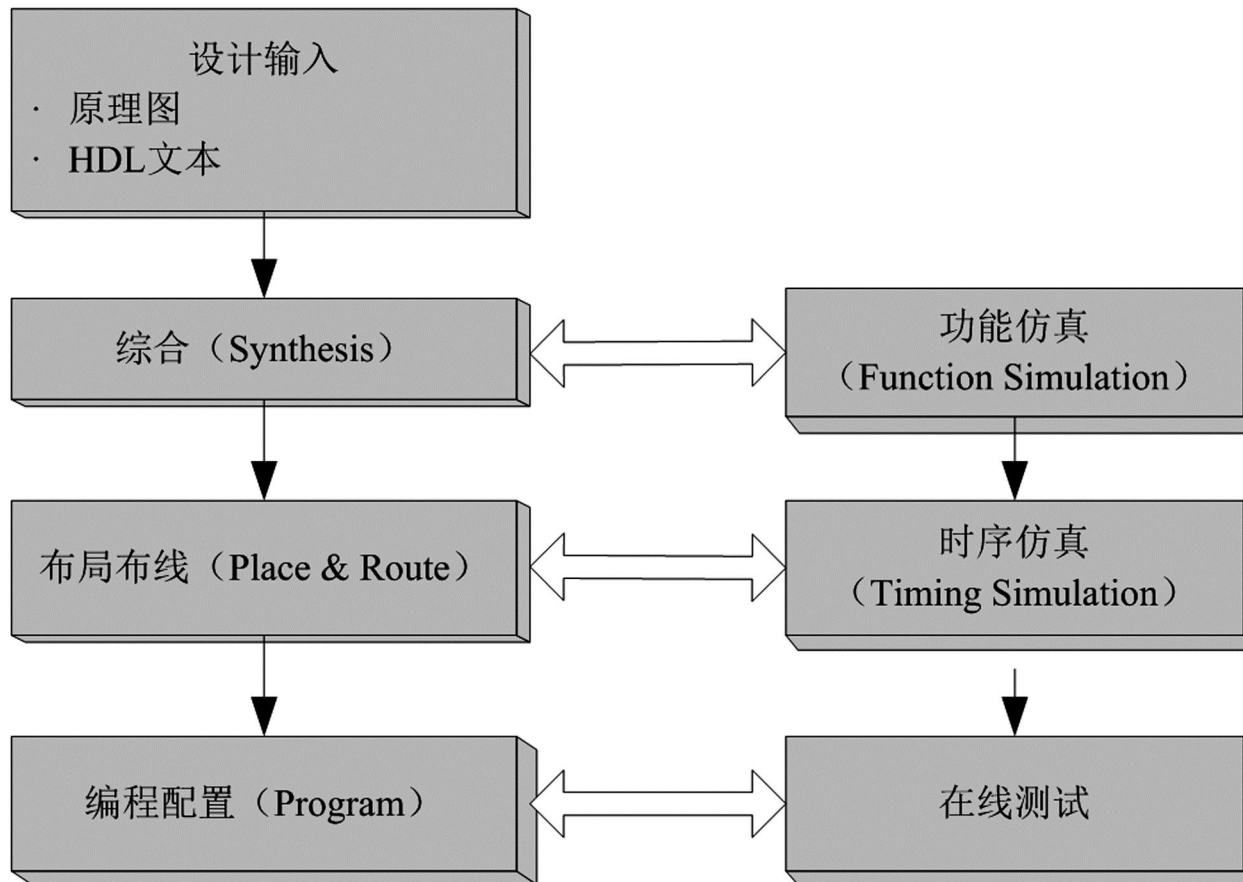 设计输入
· 原理图
· HDL文本
综合（Synthesis）
功能仿真
（Function Simulation）
布局布线（Place & Route）
时序仿真
（Timing Simulation）
编程配置（Program）
在线测试